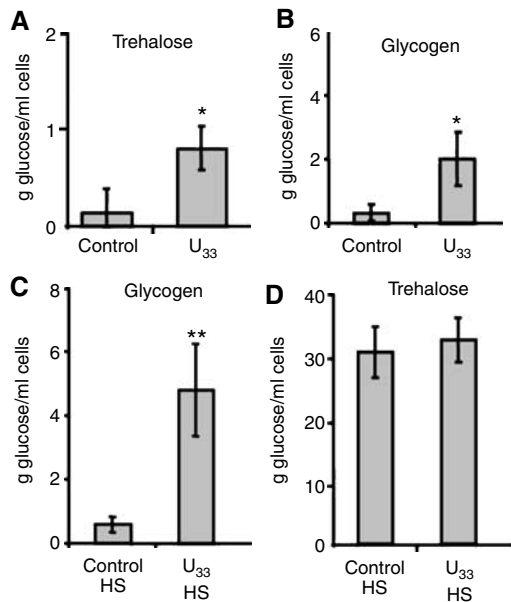 A
Trehalose
g glucose/ml cells
2
1
0
*
Control
U33
B
Glycogen
g glucose/ml cells
6
4
2
0
*
Control
U33
C
Glycogen
g glucose/ml cells
8
6
4
2
0
**
Control
HS
U33
HS
D
Trehalose
g glucose/ml cells
40
30
20
10
0
Control
HS
U33
HS